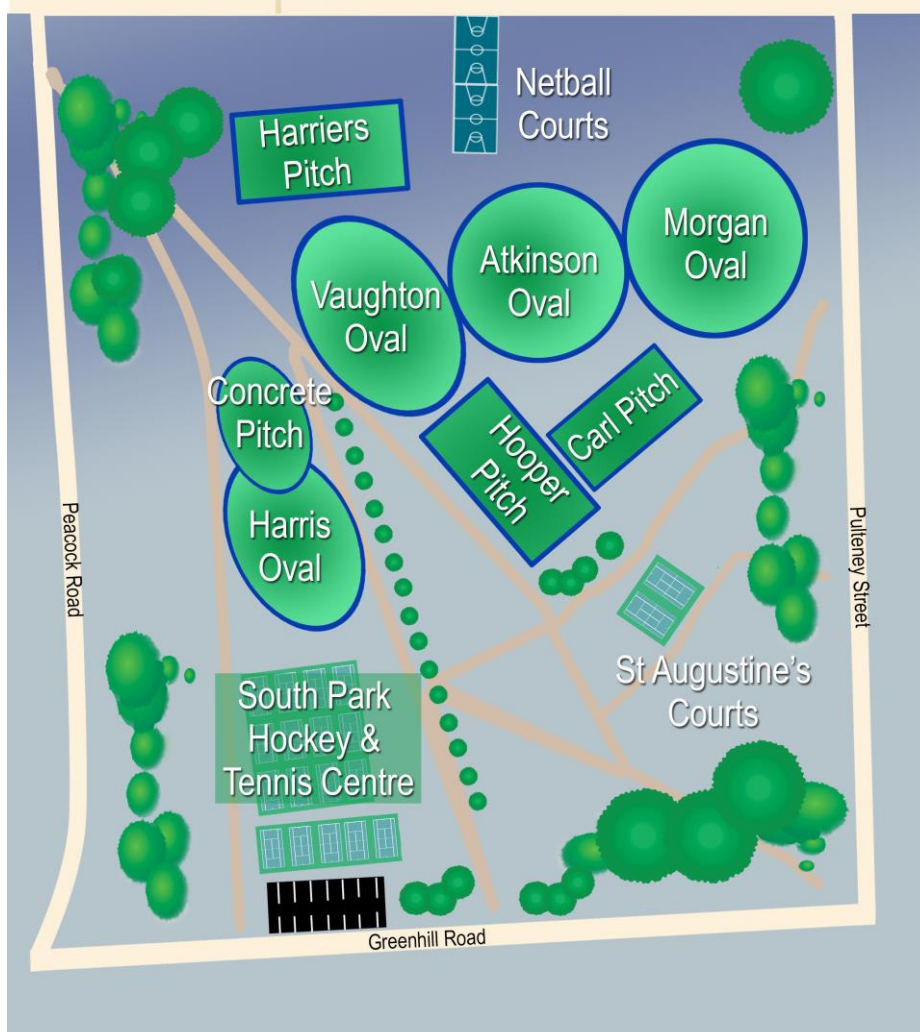 Netball
Courts
Harriers
Pitch
Morgan
Oval
Atkinson
Oval
Vaughton
Oval
Concrete
Pitch
Carl Pitch
Hooper
Pitch
Harris
Oval
Peacock Road
Pulteney Street
St Augustine's
Courts
South Park
Hockey &
Tennis Centre
Greenhill Road